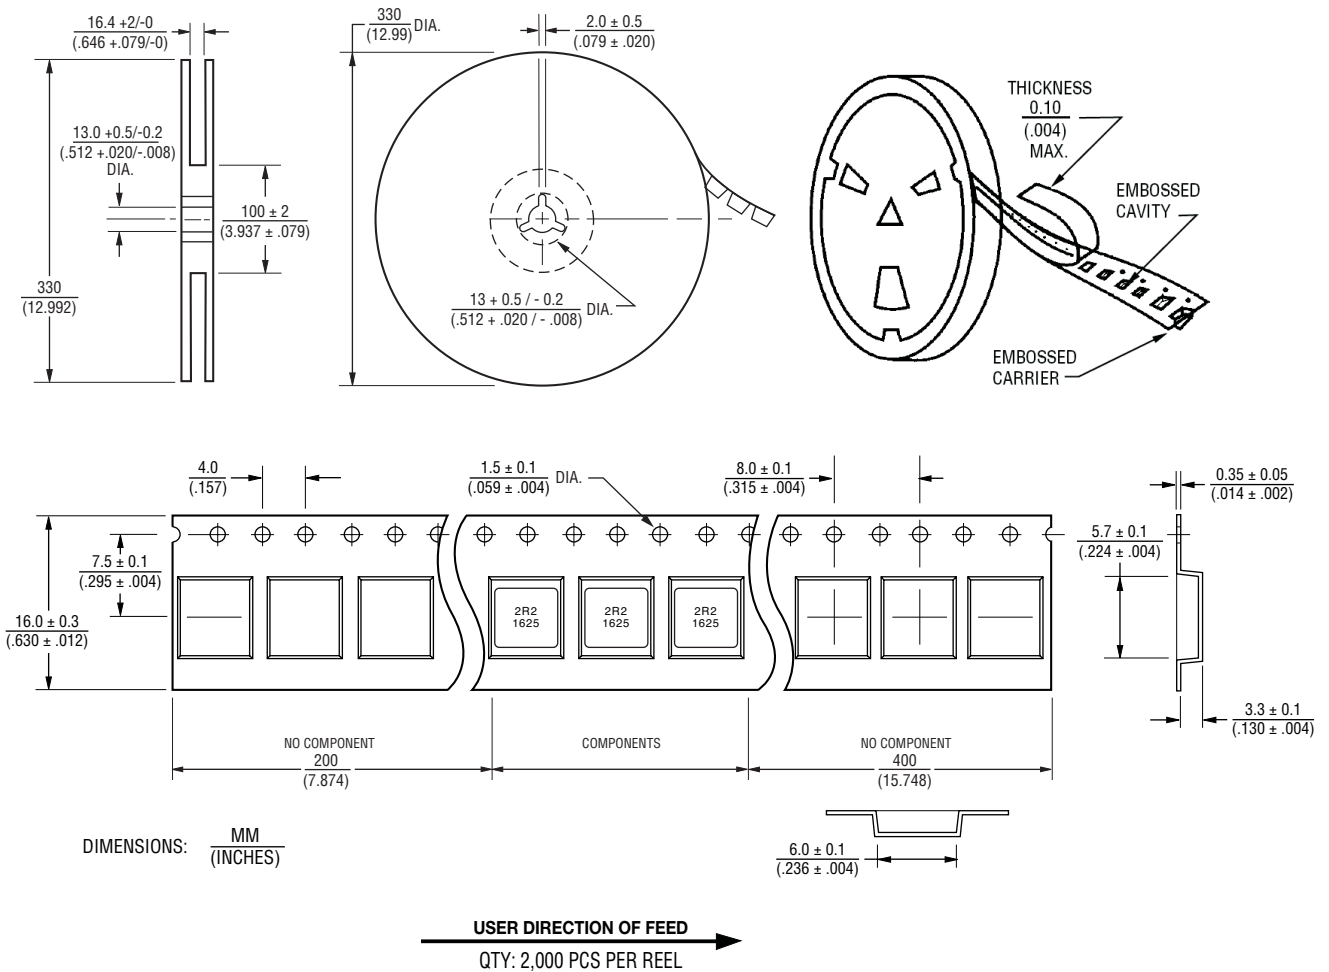 16.4 +2/-0
(.646 +.079/-0)
330
(12.99)
DIA.
2.0 ± 0.5
(.079 ± .020)
13.0 +0.5/-0.2
(.512 +.020/-.008)
DIA.
100 ± 2
(3.937 ± .079)
330
(12.992)
13 + 0.5 / - 0.2
(.512 + .020 / - .008)
DIA.
THICKNESS
0.10
(.004)
MAX.
EMBOSSED
CAVITY
EMBOSSED
CARRIER
4.0
(.157)
1.5 ± 0.1
(.059 ± .004)
DIA.
8.0 ± 0.1
(.315 ± .004)
0.35 ± 0.05
(.014 ± .002)
7.5 ± 0.1
(.295 ± .004)
5.7 ± 0.1
(.224 ± .004)
16.0 ± 0.3
(.630 ± .012)
2R2
1625
2R2
1625
2R2
1625
3.3 ± 0.1
(.130 ± .004)
NO COMPONENT
200
(7.874)
COMPONENTS
NO COMPONENT
400
(15.748)
DIMENSIONS:
MM
(INCHES)
6.0 ± 0.1
(.236 ± .004)
USER DIRECTION OF FEED
QTY: 2,000 PCS PER REEL